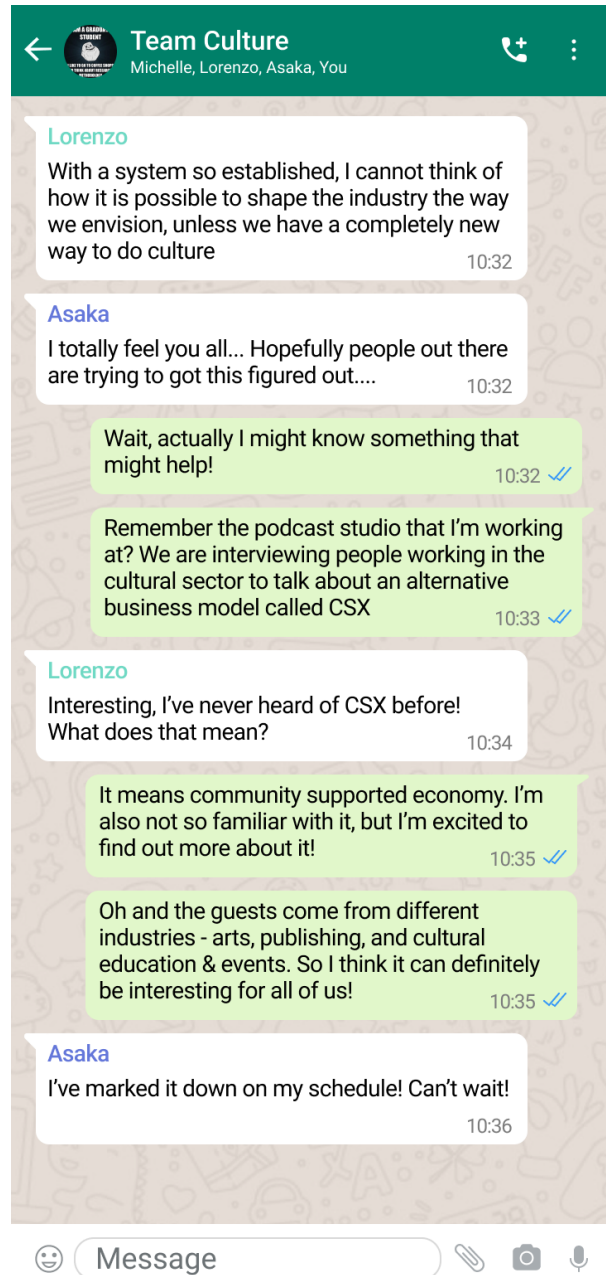 Team Culture
Michelle, Lorenzo, Asaka, You
Lorenzo
With a system so established, I cannot think of
how it is possible to shape the industry the way
we envision, unless we have a completely new
way to do culture
10:32
Asaka
I totally feel you all... Hopefully people out there
are trying to got this figured out....
10:32
Wait, actually I might know something that
might help!
10:32
Remember the podcast studio that I'm working
at? We are interviewing people working in the
cultural sector to talk about an alternative
business model called CSX
10:33
Lorenzo
Interesting, I've never heard of CSX before!
What does that mean?
10:34
It means community supported economy. I'm
also not so familiar with it, but I'm excited to
find out more about it!
10:35
Oh and the guests come from different
industries - arts, publishing, and cultural
education & events. So I think it can definitely
be interesting for all of us!
10:35
Asaka
I've marked it down on my schedule! Can't wait!
10:36
Message